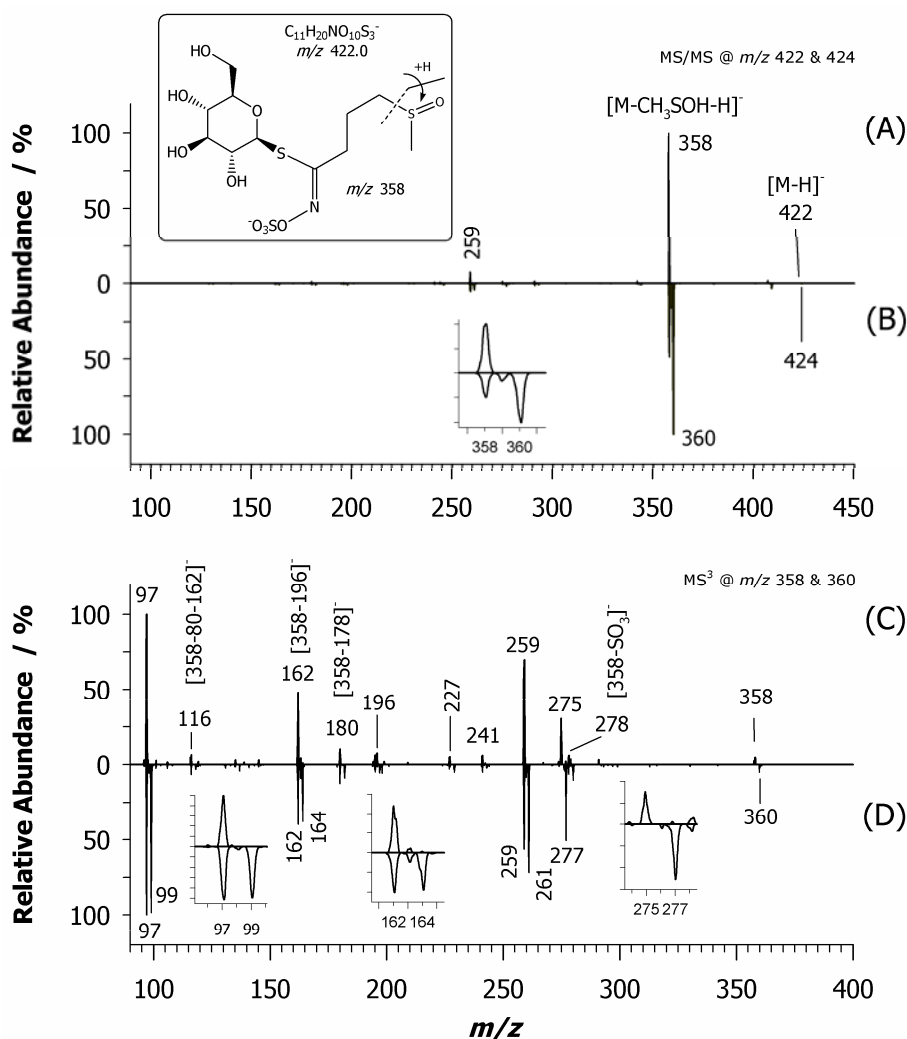 C₁₁H₂₀NO₁₀S₃⁻
m/z 422.0
HO
+H
HO
O
S
O
HO
S
OH
N
m/z 358
⁻O₃SO
MS/MS @ m/z 422 & 424
[M-CH₃SOH-H]⁻
358
[M-H]⁻
422
(A)
Relative Abundance / %
100
50
0
50
100
259
(B)
424
358 360
360
100 150 200 250 300 350 400 450
MS³ @ m/z 358 & 360
(C)
Relative Abundance / %
100
50
0
50
100
97
[358-80-162]⁻
116
[358-196]⁻
162
[358-178]⁻
180
196
227
241
259
275
[358-SO₃]⁻
278
358
360
(D)
99
97
97 99
162
164
162 164
259
261
277
275 277
100 150 200 250 300 350 400
m/z